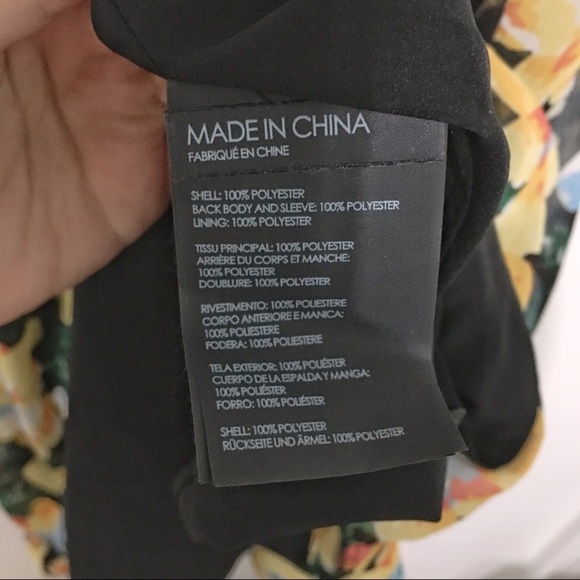 MADE IN CHINA
FABRIQUÉ EN CHINE
SHELL: 100% POLYESTER
BACK BODY AND SLEEVE: 100% POLYESTER
LINING: 100% POLYESTER
TISSU PRINCIPAL: 100% POLYESTER
ARRIÈRE DU CORPS ET MANCHE:
100% POLYESTER
DOUBLURE: 100% POLYESTER
RIVESTIMENTO: 100% POLIESTERE
CORPO ANTERIORE E MANICA:
100% POLIESTERE
FODERA: 100% POLIESTERE
TELA EXTERIOR: 100% POLIÉSTER
CUERPO DE LA ESPALDA Y MANGA:
100% POLIÉSTER
FORRO: 100% POLIÉSTER
SHELL: 100% POLYESTER
RÜCKSEITE UND ÄRMEL: 100% POLYESTER